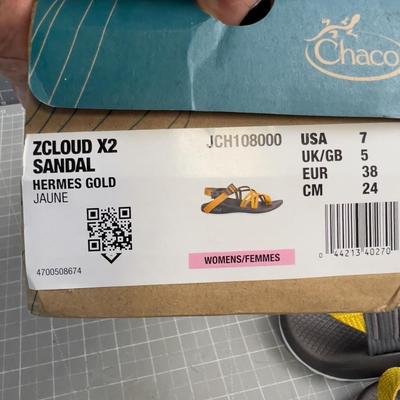 Chaco
ZCLOUD X2
SANDAL
HERMES GOLD
JAUNE
4700508674
JCH108000
WOMENS/FEMMES
USA 7
UK/GB 5
EUR 38
CM 24
0 44213 40270